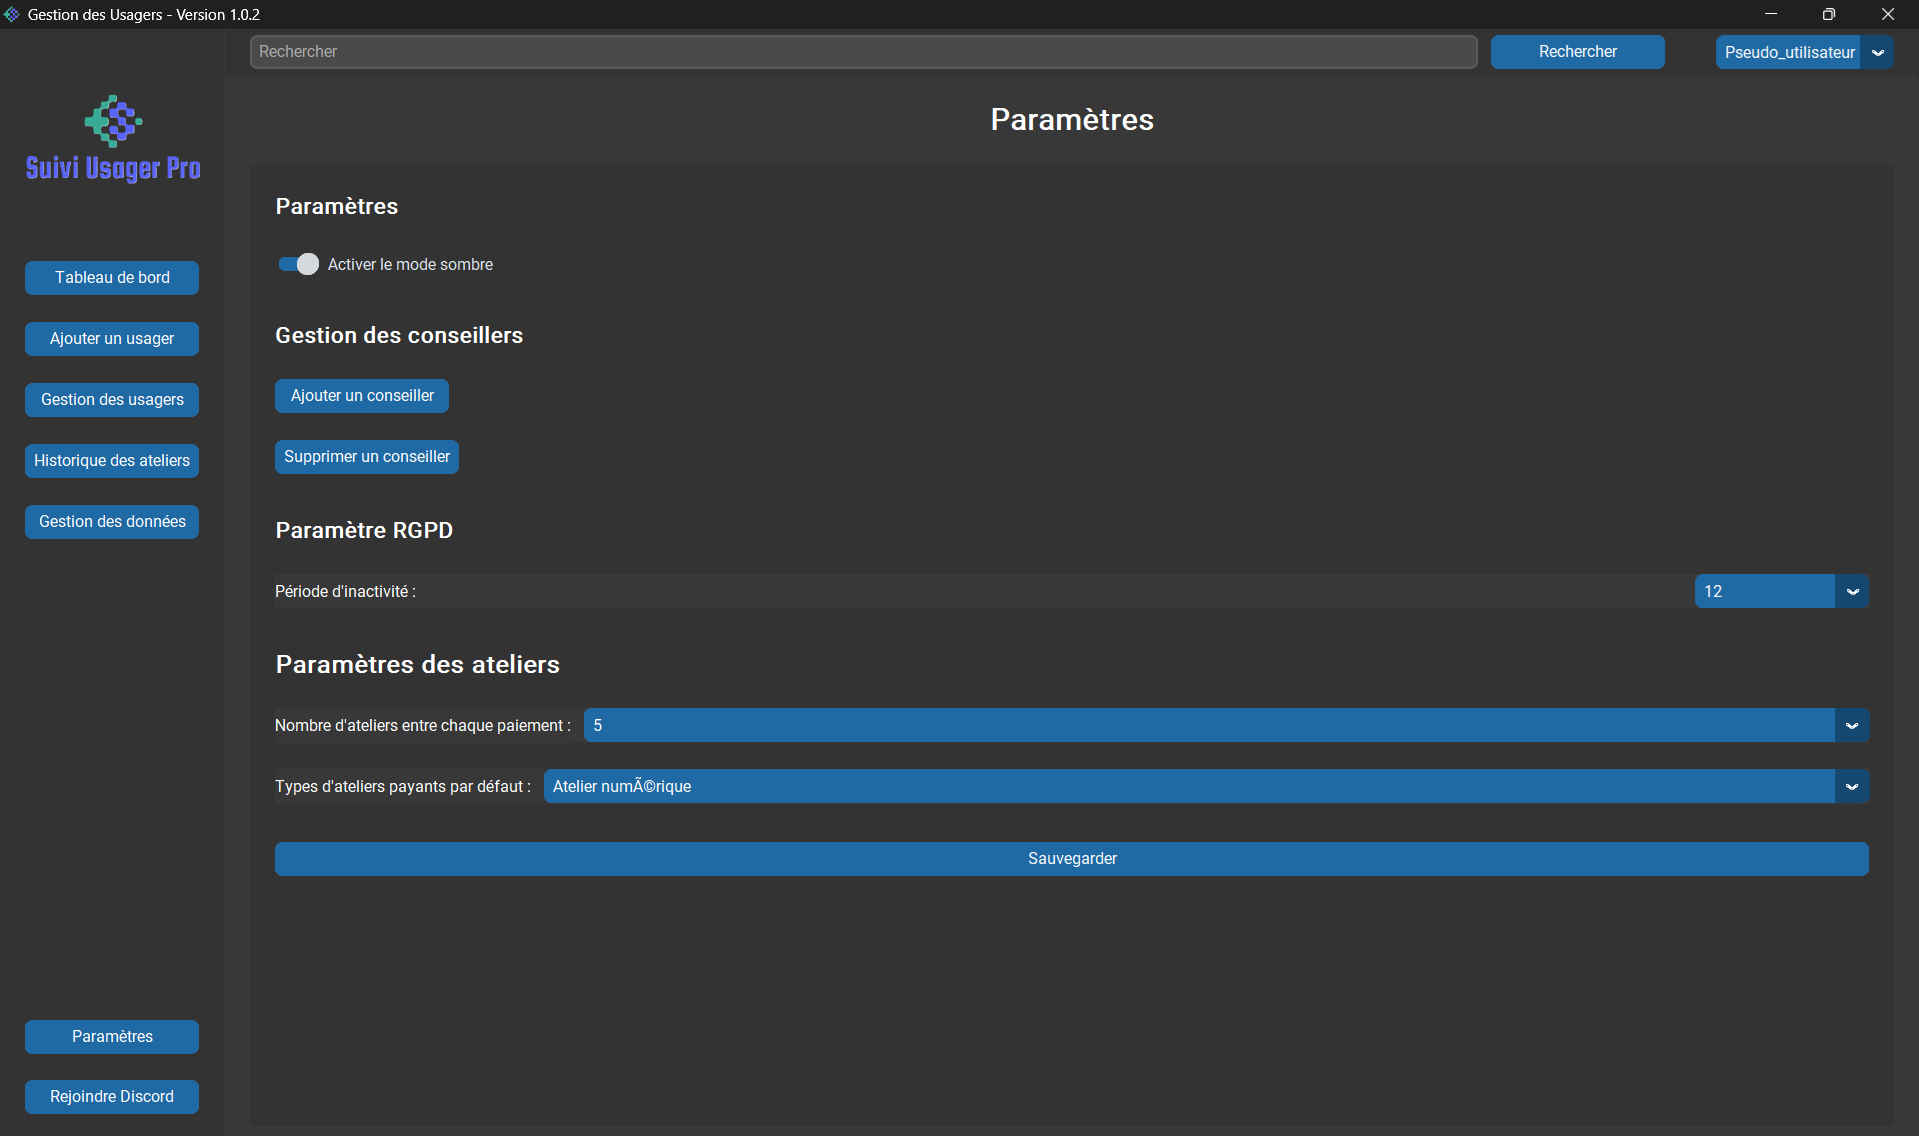 Gestion des Usagers - Version 1.0.2
Rechercher
Rechercher
Pseudo_utilisateur
Suivi Usager Pro
Tableau de bord
Ajouter un usager
Gestion des usagers
Historique des ateliers
Gestion des données
Paramètres
Rejoindre Discord
Paramètres
Paramètres
Activer le mode sombre
Gestion des conseillers
Ajouter un conseiller
Supprimer un conseiller
Paramètre RGPD
Période d'inactivité : 12
Paramètres des ateliers
Nombre d'ateliers entre chaque paiement : 5
Types d'ateliers payants par défaut : Atelier numÃ©rique
Sauvegarder